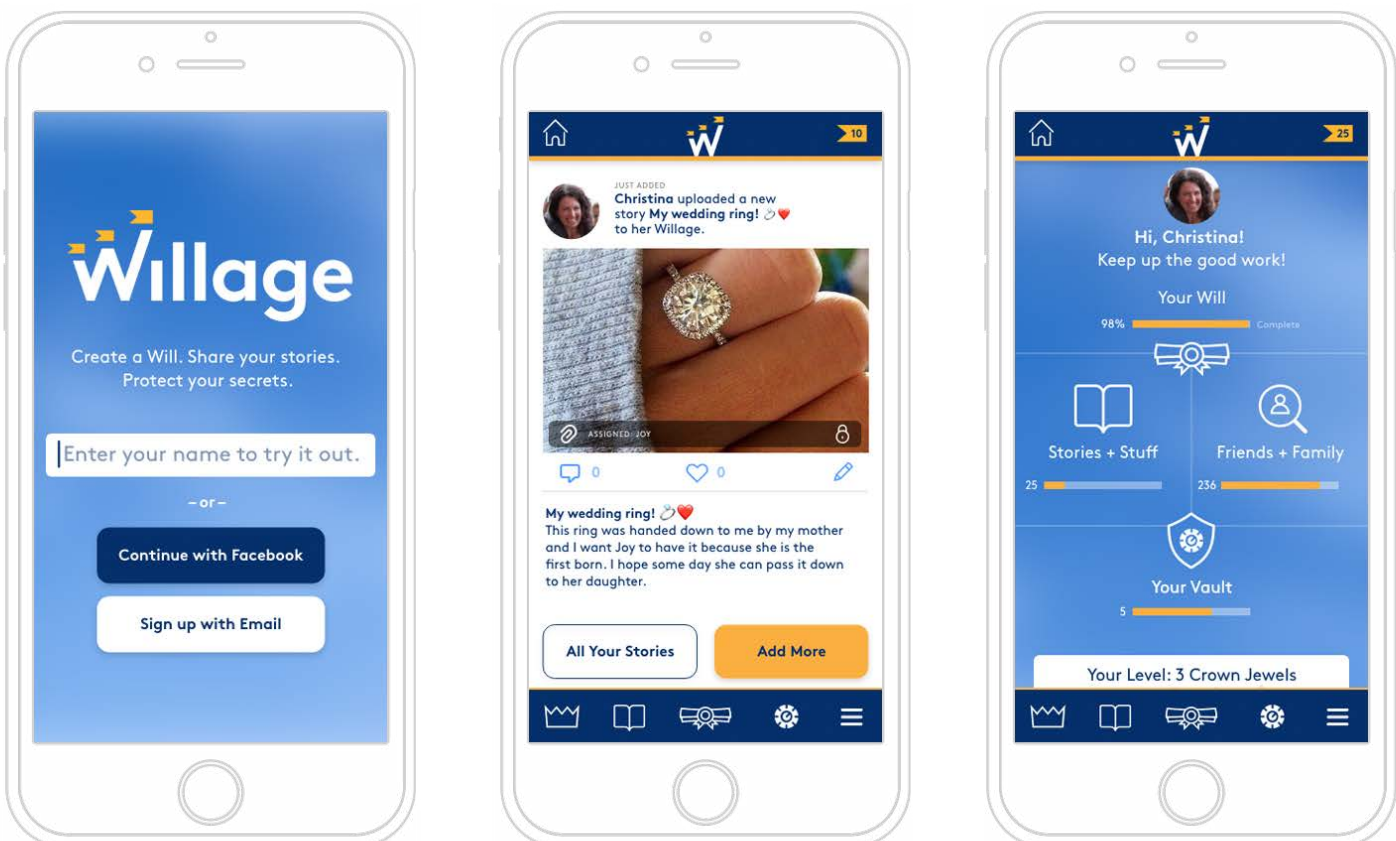 Willage
Create a Will. Share your stories.
Protect your secrets.
Enter your name to try it out.
– or –
Continue with Facebook
Sign up with Email
W
10
JUST ADDED
Christina uploaded a new
story My wedding ring! 💍❤️
to her Willage.
ASSIGNED: JOY
0
0
My wedding ring! 💍❤️
This ring was handed down to me by my mother
and I want Joy to have it because she is the
first born. I hope some day she can pass it down
to her daughter.
All Your Stories
Add More
W
25
Hi, Christina!
Keep up the good work!
Your Will
98% Complete
Stories + Stuff
Friends + Family
25
236
Your Vault
5
Your Level: 3 Crown Jewels